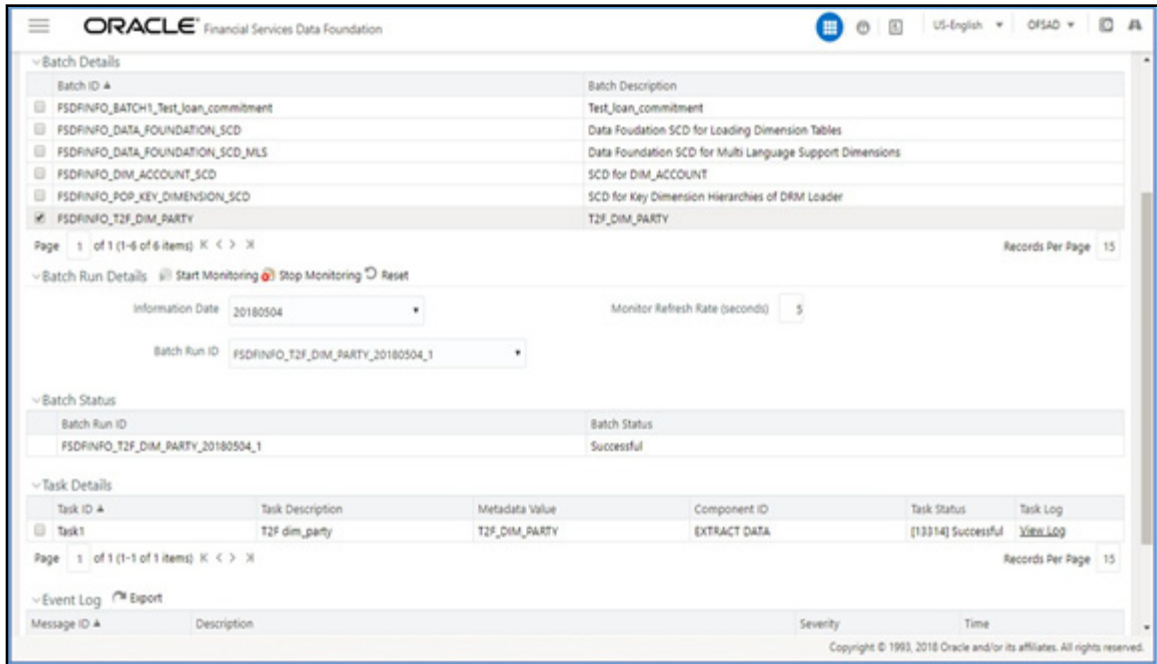 ORACLE® Financial Services Data Foundation US-English OFSAD
Batch Details
Batch ID Batch Description
FSDFINFO_BATCH1_Test_loan_commitment Test_loan_commitment
FSDFINFO_DATA_FOUNDATION_SCD Data Foudation SCD for Loading Dimension Tables
FSDFINFO_DATA_FOUNDATION_SCD_MLS Data Foundation SCD for Multi Language Support Dimensions
FSDFINFO_DIM_ACCOUNT_SCD SCD for DIM_ACCOUNT
FSDFINFO_POP_KEY_DIMENSION_SCD SCD for Key Dimension Hierarchies of DRM Loader
FSDFINFO_T2F_DIM_PARTY T2F_DIM_PARTY
Page 1 of 1 (1-6 of 6 items) Records Per Page 15
Batch Run Details Start Monitoring Stop Monitoring Reset
Information Date 20180504 Monitor Refresh Rate (seconds) 5
Batch Run ID FSDFINFO_T2F_DIM_PARTY_20180504_1
Batch Status
Batch Run ID Batch Status
FSDFINFO_T2F_DIM_PARTY_20180504_1 Successful
Task Details
Task ID Task Description Metadata Value Component ID Task Status Task Log
Task1 T2F dim_party T2F_DIM_PARTY EXTRACT DATA [13314] Successful View Log
Page 1 of 1 (1-1 of 1 items) Records Per Page 15
Event Log Export
Message ID Description Severity Time
Copyright © 1993, 2018 Oracle and/or its affiliates. All rights reserved.